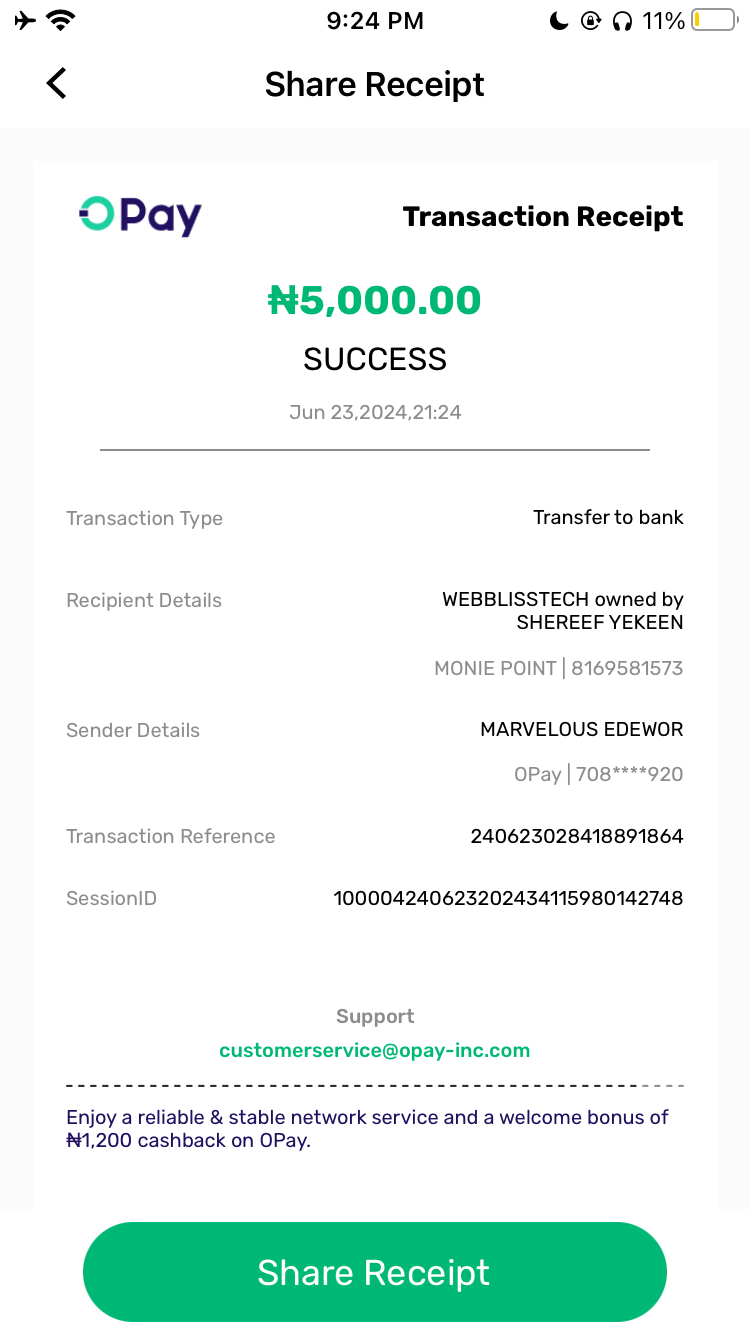 9:24 PM
11%
Share Receipt
OPay
Transaction Receipt
₦5,000.00
SUCCESS
Jun 23,2024,21:24
Transaction Type
Transfer to bank
Recipient Details
WEBBLISSTECH owned by
SHEREEF YEKEEN
MONIE POINT | 8169581573
Sender Details
MARVELOUS EDEWOR
OPay | 708****920
Transaction Reference
240623028418891864
SessionID
100004240623202434115980142748
Support
customerservice@opay-inc.com
Enjoy a reliable & stable network service and a welcome bonus of
₦1,200 cashback on OPay.
Share Receipt